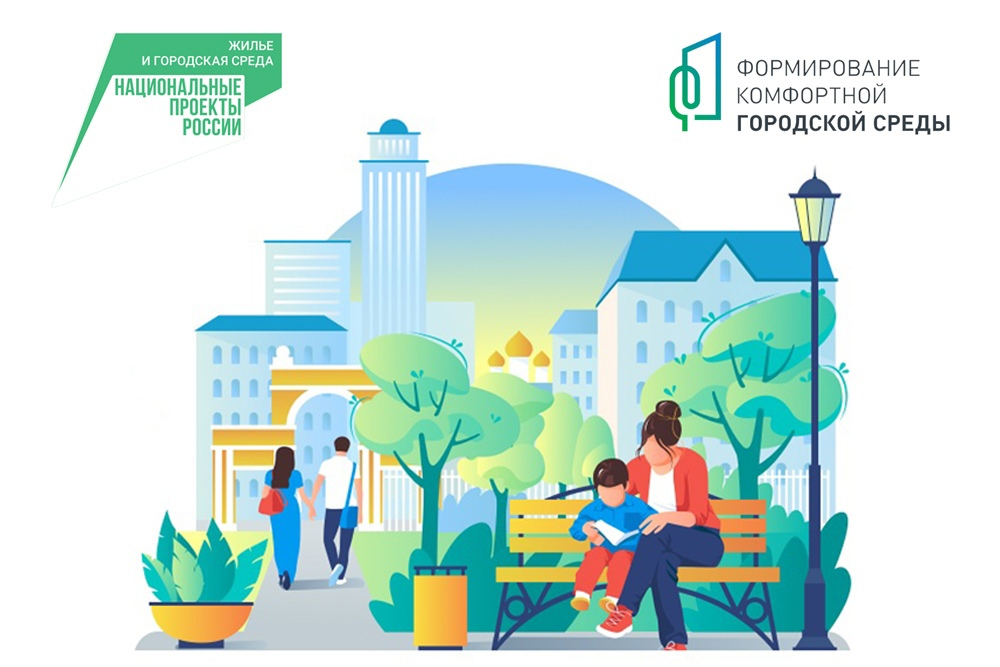 ЖИЛЬЕ
И ГОРОДСКАЯ СРЕДА
НАЦИОНАЛЬНЫЕ
ПРОЕКТЫ
РОССИИ
ФОРМИРОВАНИЕ
КОМФОРТНОЙ
ГОРОДСКОЙ СРЕДЫ